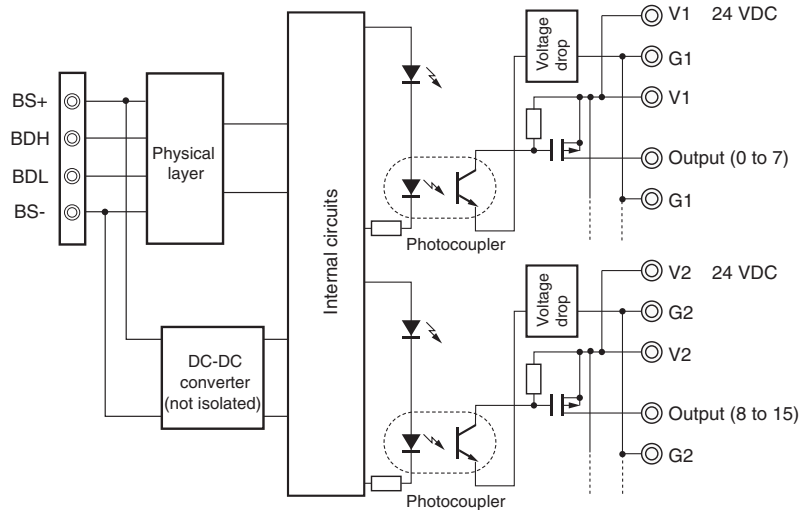 BS+
BDH
BDL
BS-
Physical
layer
DC-DC
converter
(not isolated)
Internal circuits
Photocoupler
Voltage
drop
V1 24 VDC
G1
V1
Output (0 to 7)
G1
Photocoupler
Voltage
drop
V2 24 VDC
G2
V2
Output (8 to 15)
G2